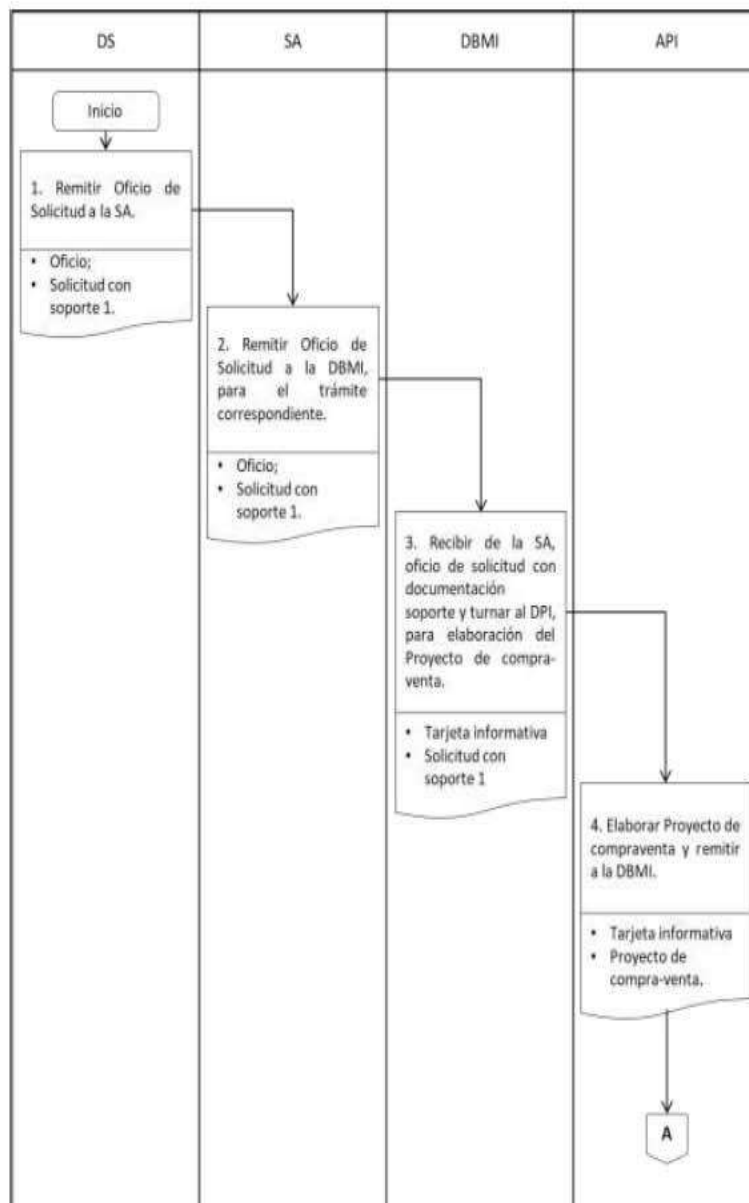 DS
SA
DBMI
API
Inicio
1. Remitir Oficio de
Solicitud a la SA.
• Oficio;
• Solicitud con
soporte 1.
2. Remitir Oficio de
Solicitud a la DBMI,
para el trámite
correspondiente.
• Oficio;
• Solicitud con
soporte 1.
3. Recibir de la SA,
oficio de solicitud con
documentación
soporte y turnar al DPI,
para elaboración del
Proyecto de compra-
venta.
• Tarjeta informativa
• Solicitud con
soporte 1
4. Elaborar Proyecto de
compraventa y remitir
a la DBMI.
• Tarjeta informativa
• Proyecto de
compra-venta.
A